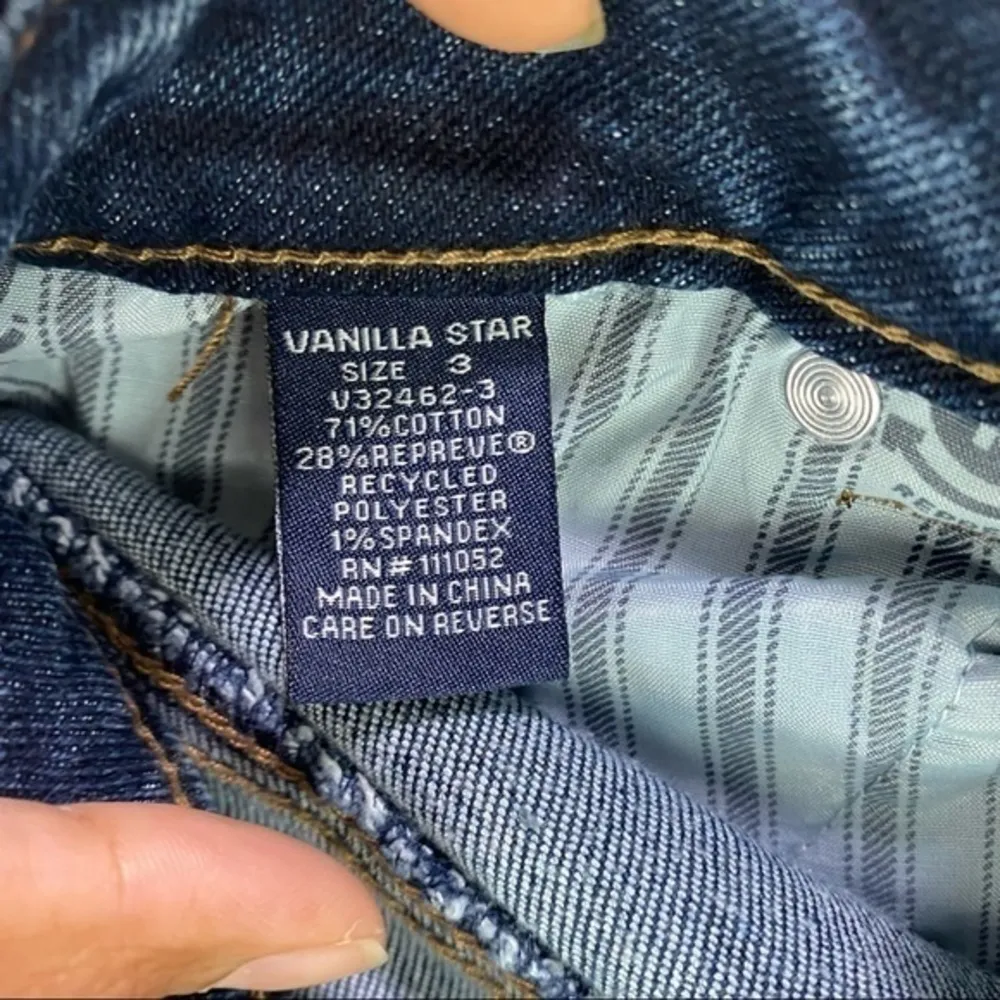 VANILLA STAR
SIZE 3
V32462-3
71%COTTON
28%REPREVE®
RECYCLED
POLYESTER
1%SPANDEX
RN#111052
MADE IN CHINA
CARE ON REVERSE